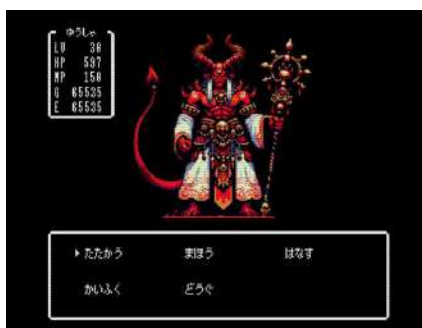 ゆうしゃ
LV 30
HP 597
MP 150
G 65535
E 65535
▶たたかう まほう はなす
かいふく どうぐ